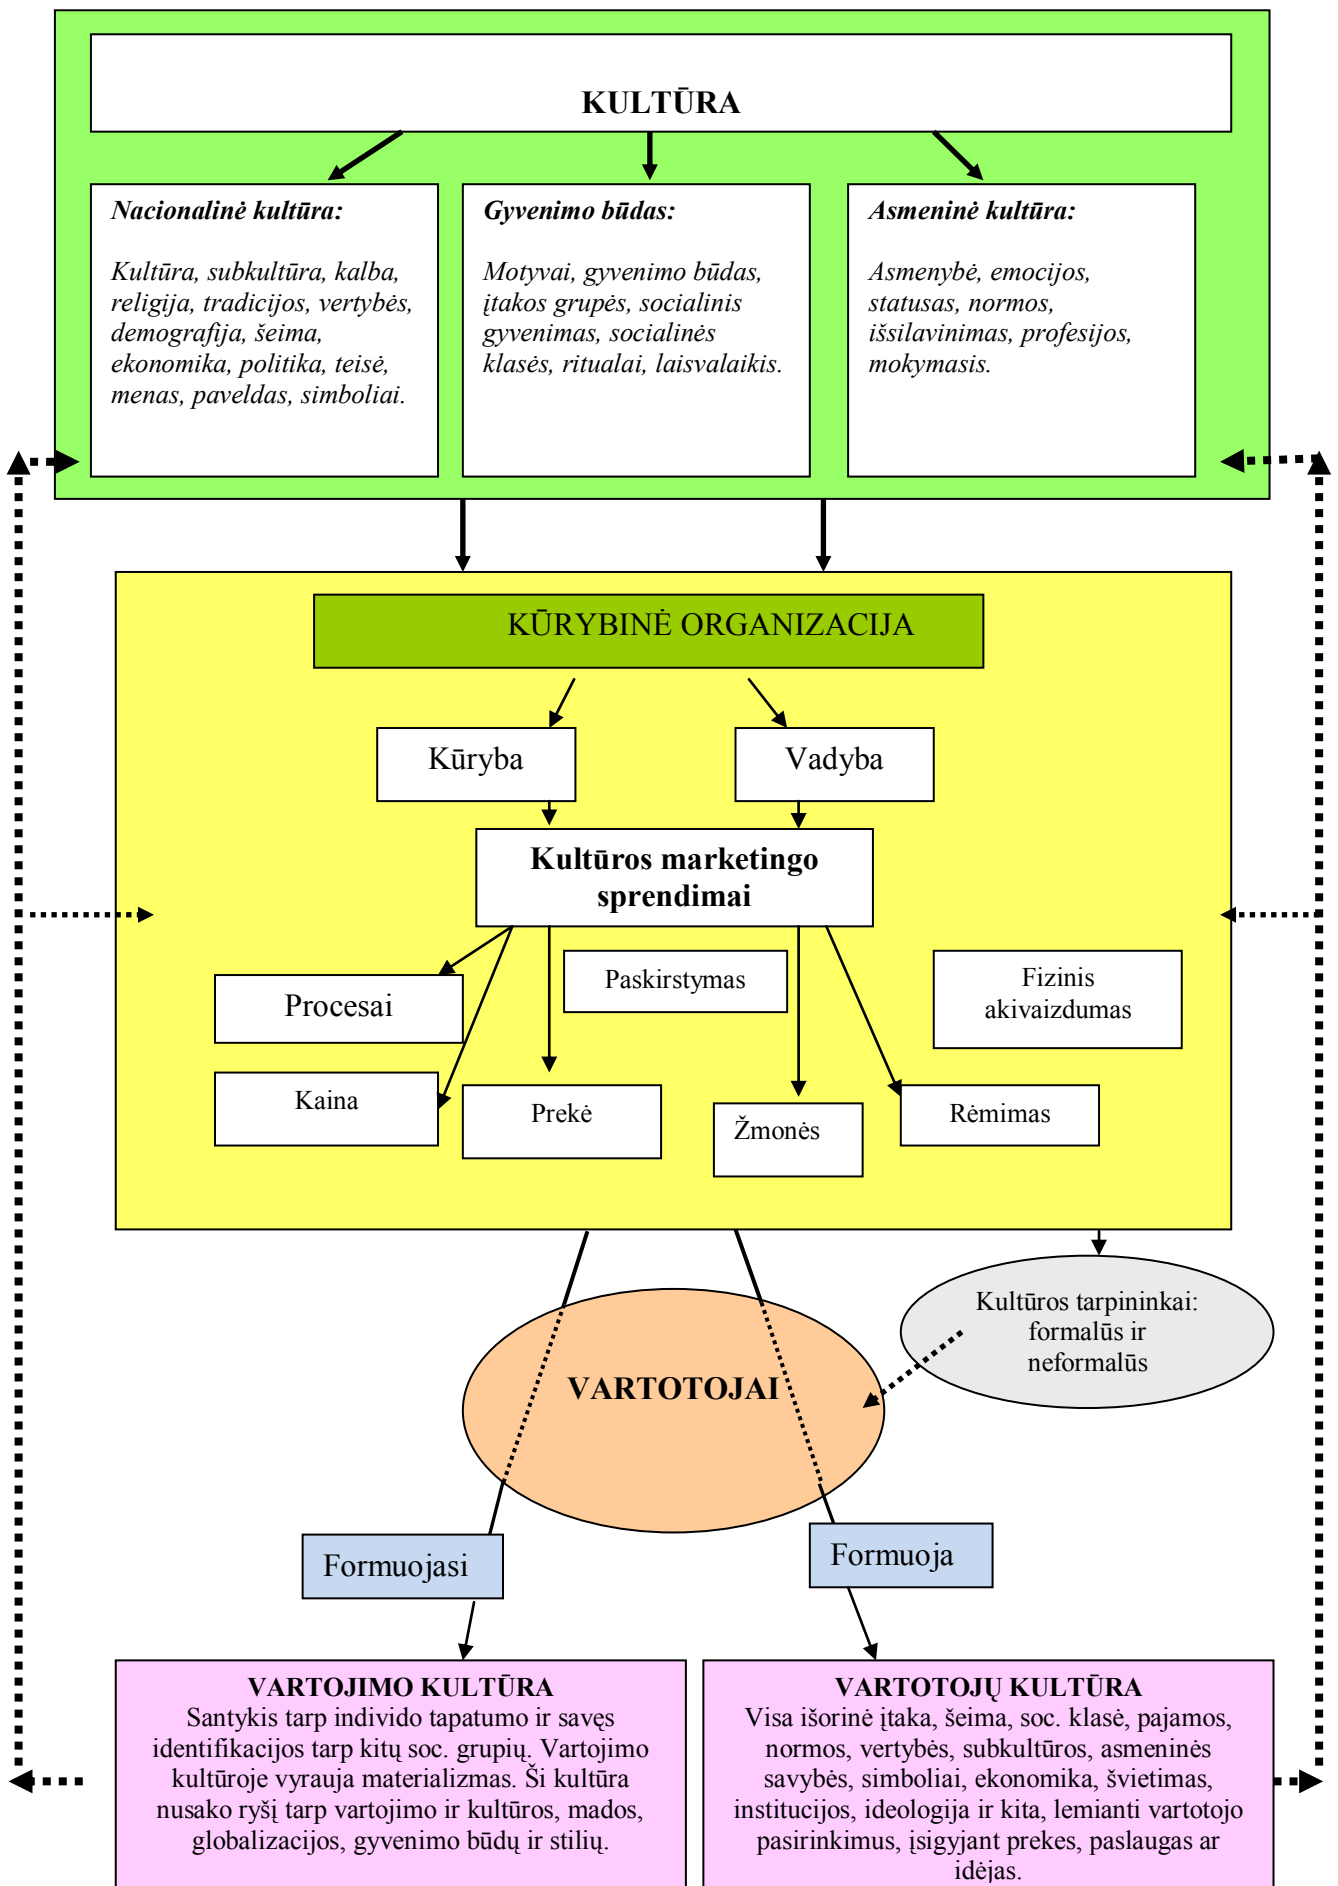 KULTŪRA
Nacionalinė kultūra:
Kultūra, subkultūra, kalba,
religija, tradicijos, vertybės,
demografija, šeima,
ekonomika, politika, teisė,
menas, paveldas, simboliai.
Gyvenimo būdas:
Motyvai, gyvenimo būdas,
įtakos grupės, socialinis
gyvenimas, socialinės
klasės, ritualai, laisvalaikis.
Asmeninė kultūra:
Asmenybė, emocijos,
statusas, normos,
išsilavinimas, profesijos,
mokymasis.
KŪRYBINĖ ORGANIZACIJA
Kūryba
Vadyba
Kultūros marketingo
sprendimai
Procesai
Paskirstymas
Fizinis
akivaizdumas
Kaina
Prekė
Žmonės
Rėmimas
Kultūros tarpininkai:
formalūs ir
neformalūs
VARTOTOJAI
Formuojasi
Formuoja
VARTOJIMO KULTŪRA
Santykis tarp individo tapatumo ir savęs
identifikacijos tarp kitų soc. grupių. Vartojimo
kultūroje vyrauja materializmas. Ši kultūra
nusako ryšį tarp vartojimo ir kultūros, mados,
globalizacijos, gyvenimo būdų ir stilių.
VARTOTOJŲ KULTŪRA
Visa išorinė įtaka, šeima, soc. klasė, pajamos,
normos, vertybės, subkultūros, asmeninės
savybės, simboliai, ekonomika, švietimas,
institucijos, ideologija ir kita, lemianti vartotojo
pasirinkimus, įsigyjant prekes, paslaugas ar
idėjas.